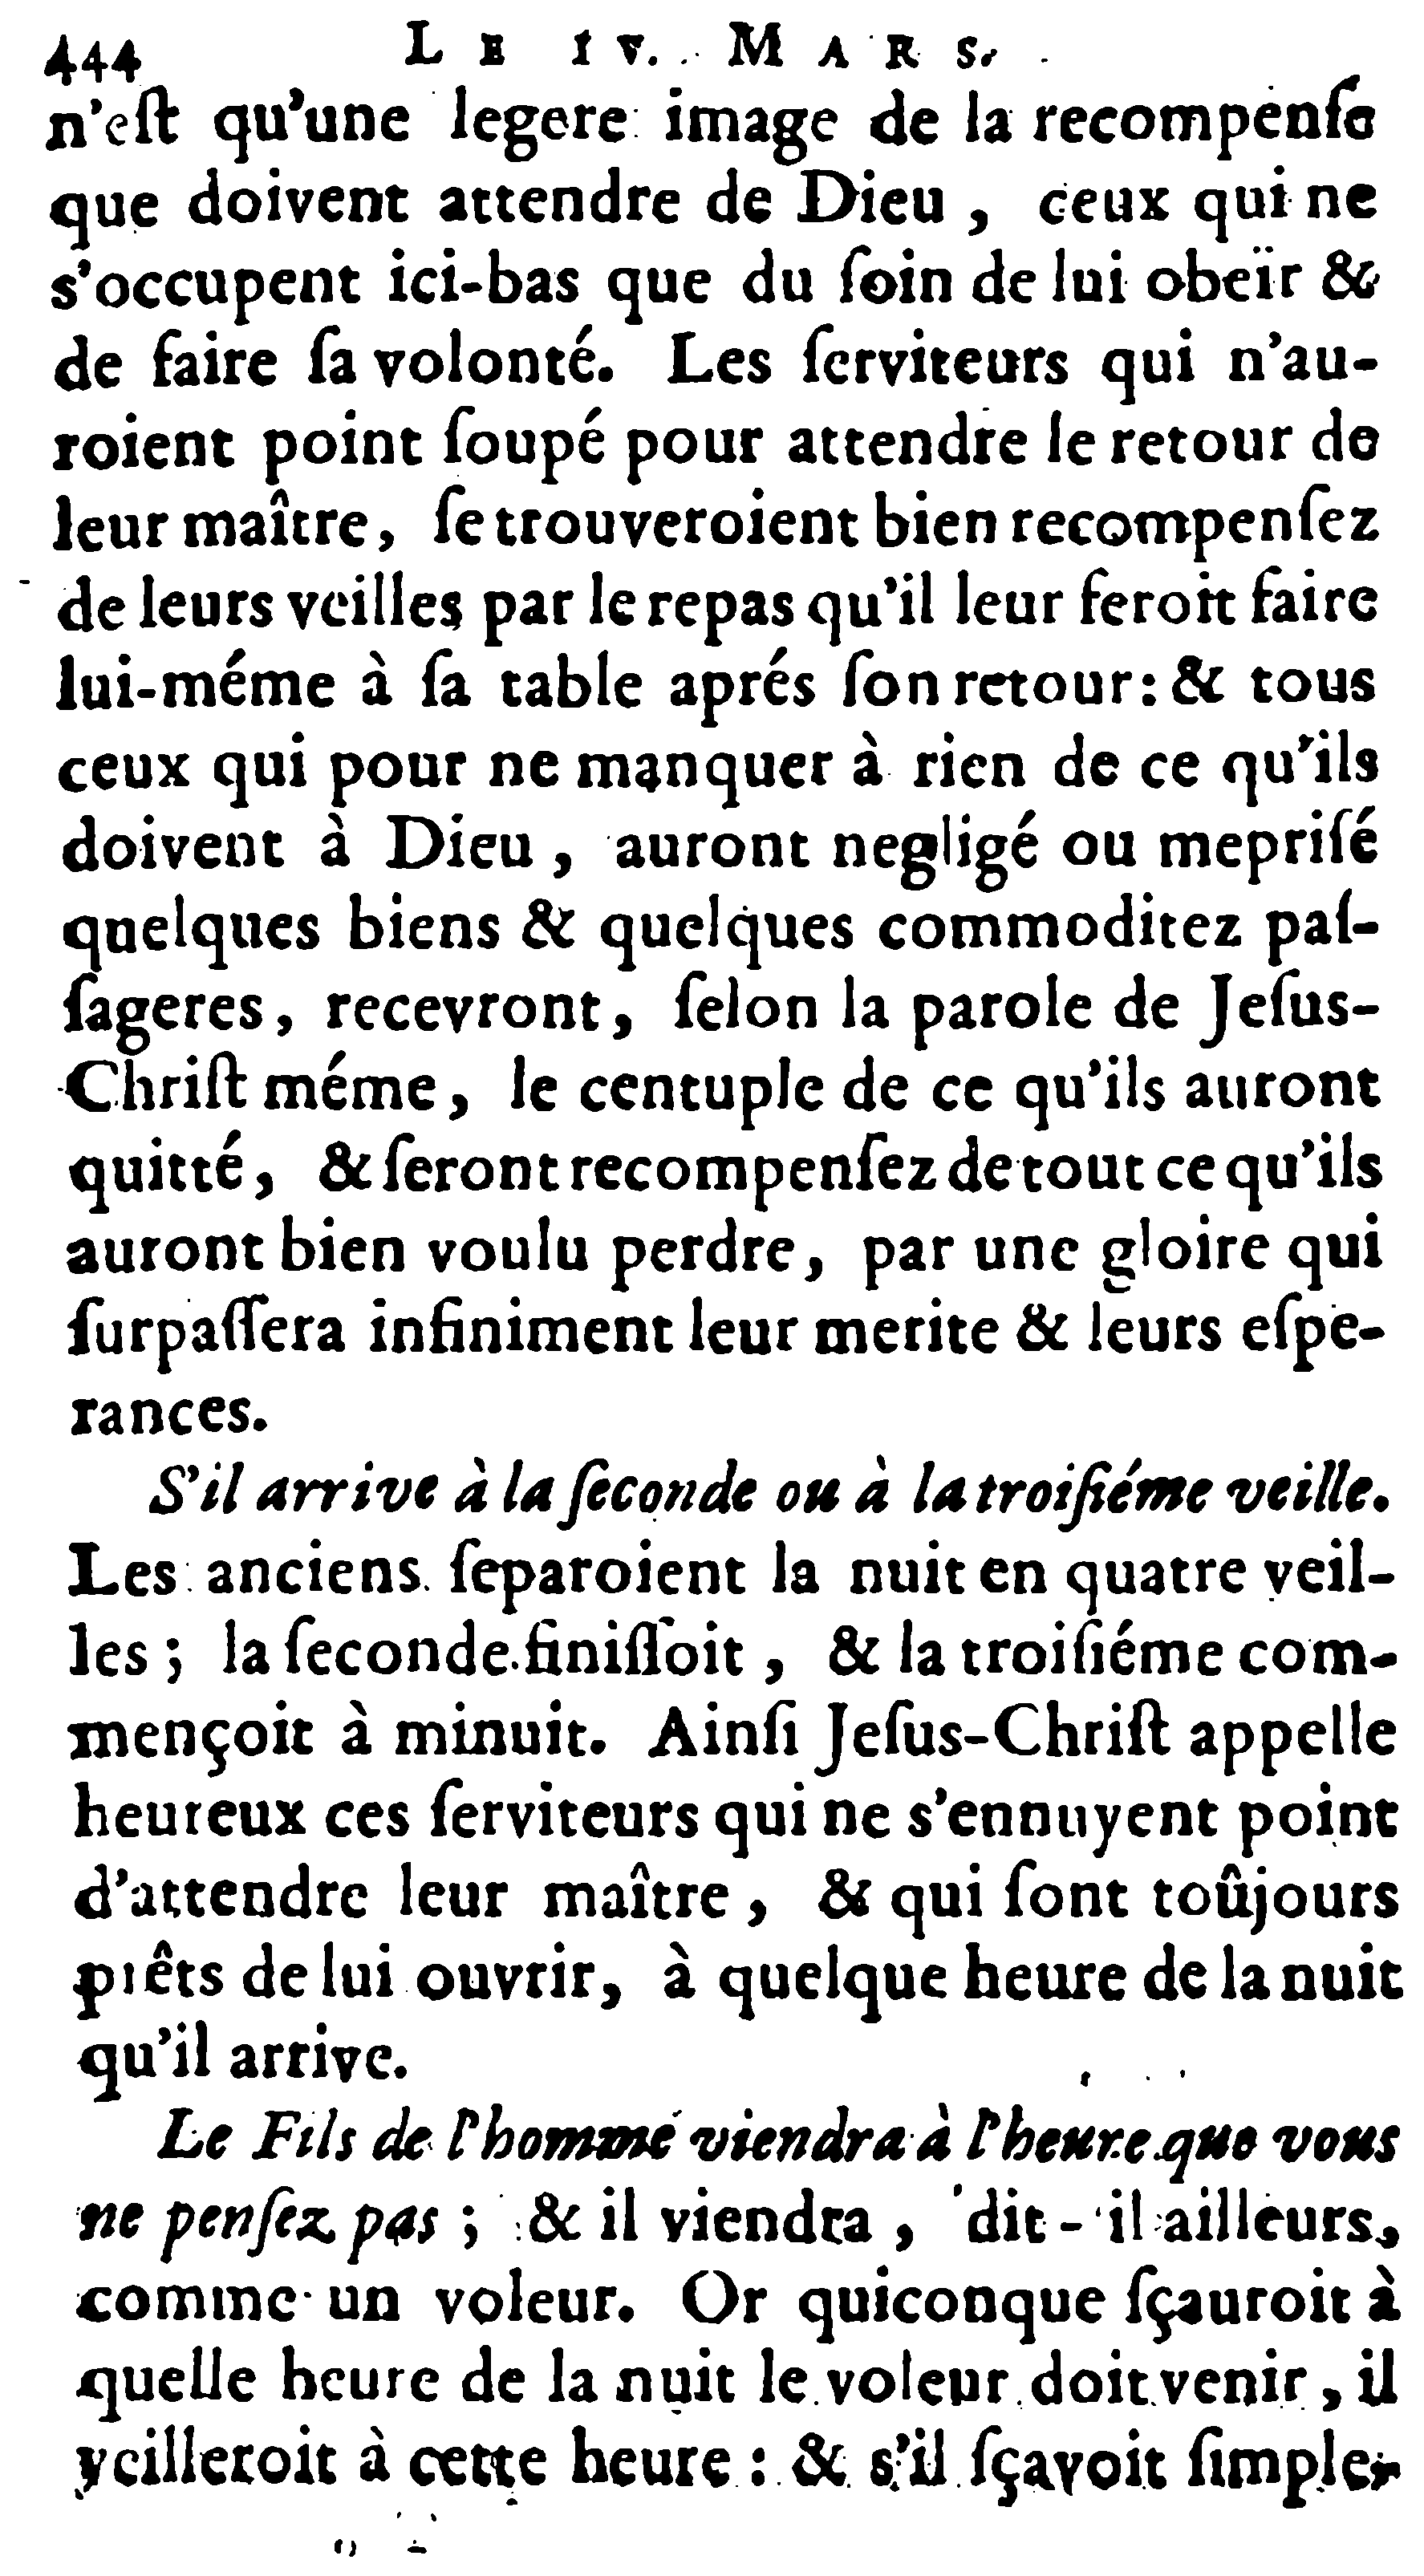 444 LE IV. MARS.
n'eſt qu'une legere image de la recompenſe
que doivent attendre de Dieu, ceux qui ne
s'occupent ici-bas que du ſoin de lui obeïr &
de faire ſa volonté. Les ſerviteurs qui n'au-
roient point ſoupé pour attendre le retour de
leur maître, ſe trouveroient bien recompenſez
de leurs veilles par le repas qu'il leur feroit faire
lui-méme à ſa table aprés ſon retour: & tous
ceux qui pour ne manquer à rien de ce qu'ils
doivent à Dieu, auront negligé ou mepriſé
quelques biens & quelques commoditez paſ-
ſageres, recevront, ſelon la parole de Jeſus-
Chriſt méme, le centuple de ce qu'ils auront
quitté, & ſeront recompenſez de tout ce qu'ils
auront bien voulu perdre, par une gloire qui
ſurpaſſera infiniment leur merite & leurs eſpe-
rances.
S'il arrive à la ſeconde ou à la troiſiéme veille.
Les anciens ſeparoient la nuit en quatre veil-
les; la ſeconde finiſſoit, & la troiſiéme com-
mençoit à minuit. Ainſi Jeſus-Chriſt appelle
heureux ces ſerviteurs qui ne s'ennuyent point
d'attendre leur maître, & qui ſont toûjours
prêts de lui ouvrir, à quelque heure de la nuit
qu'il arrive.
Le Fils de l'homme viendra à l'heure que vous
ne penſez pas; & il viendra, dit-il ailleurs,
comme un voleur. Or quiconque ſçauroit à
quelle heure de la nuit le voleur doit venir, il
veilleroit à cette heure: & s'il ſçavoit ſimple-